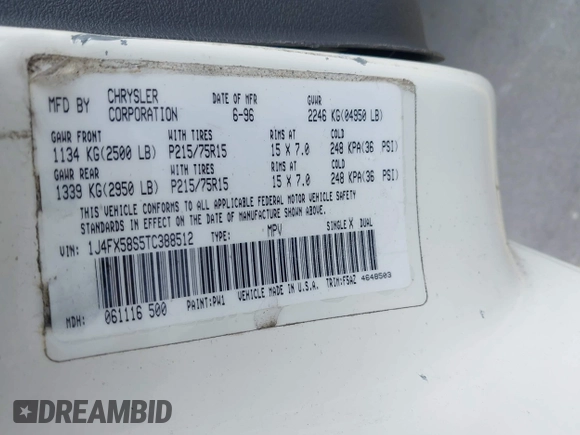 MFD BY CHRYSLER CORPORATION DATE OF MFR 6-96 GVWR 2246 KG(04950 LB)
GAWR FRONT WITH TIRES RIMS AT COLD
1134 KG(2500 LB) P215/75R15 15 X 7.0 248 KPA(36 PSI)
GAWR REAR WITH TIRES RIMS AT COLD
1339 KG(2950 LB) P215/75R15 15 X 7.0 248 KPA(36 PSI)
THIS VEHICLE CONFORMS TO ALL APPLICABLE FEDERAL MOTOR VEHICLE SAFETY
STANDARDS IN EFFECT ON THE DATE OF MANUFACTURE SHOWN ABOVE.
VIN: 1J4FX58S5TC388512 TYPE: MPV SINGLE X DUAL
MDH: 061116 500 PAINT:PW1 VEHICLE MADE IN U.S.A. TRIM:F5AZ 4648503
DREAMBID